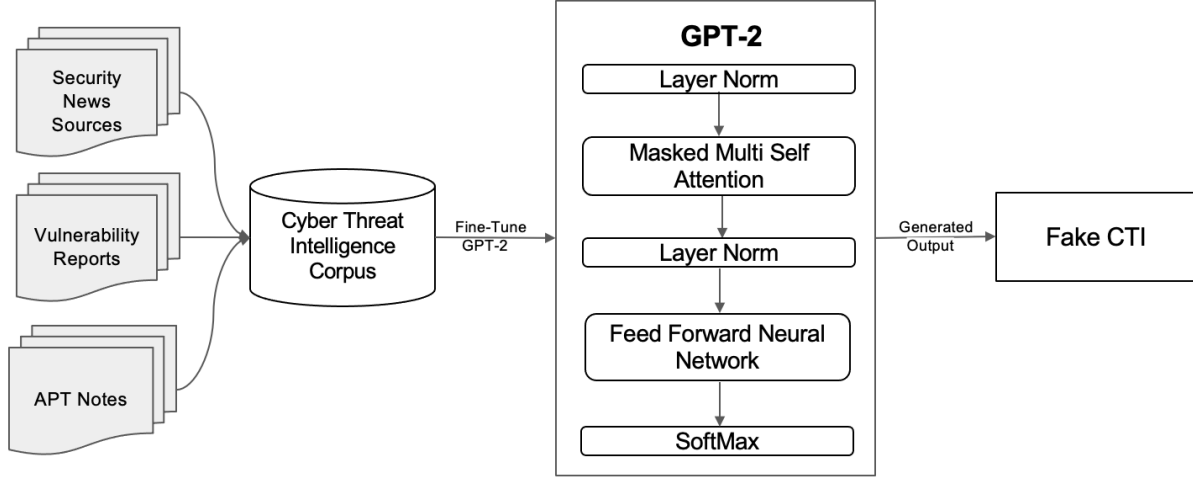 Security
News
Sources
Vulnerability
Reports
APT Notes
Cyber Threat
Intelligence
Corpus
Fine-Tune
GPT-2
GPT-2
Layer Norm
Masked Multi Self
Attention
Layer Norm
Feed Forward Neural
Network
SoftMax
Generated
Output
Fake CTI